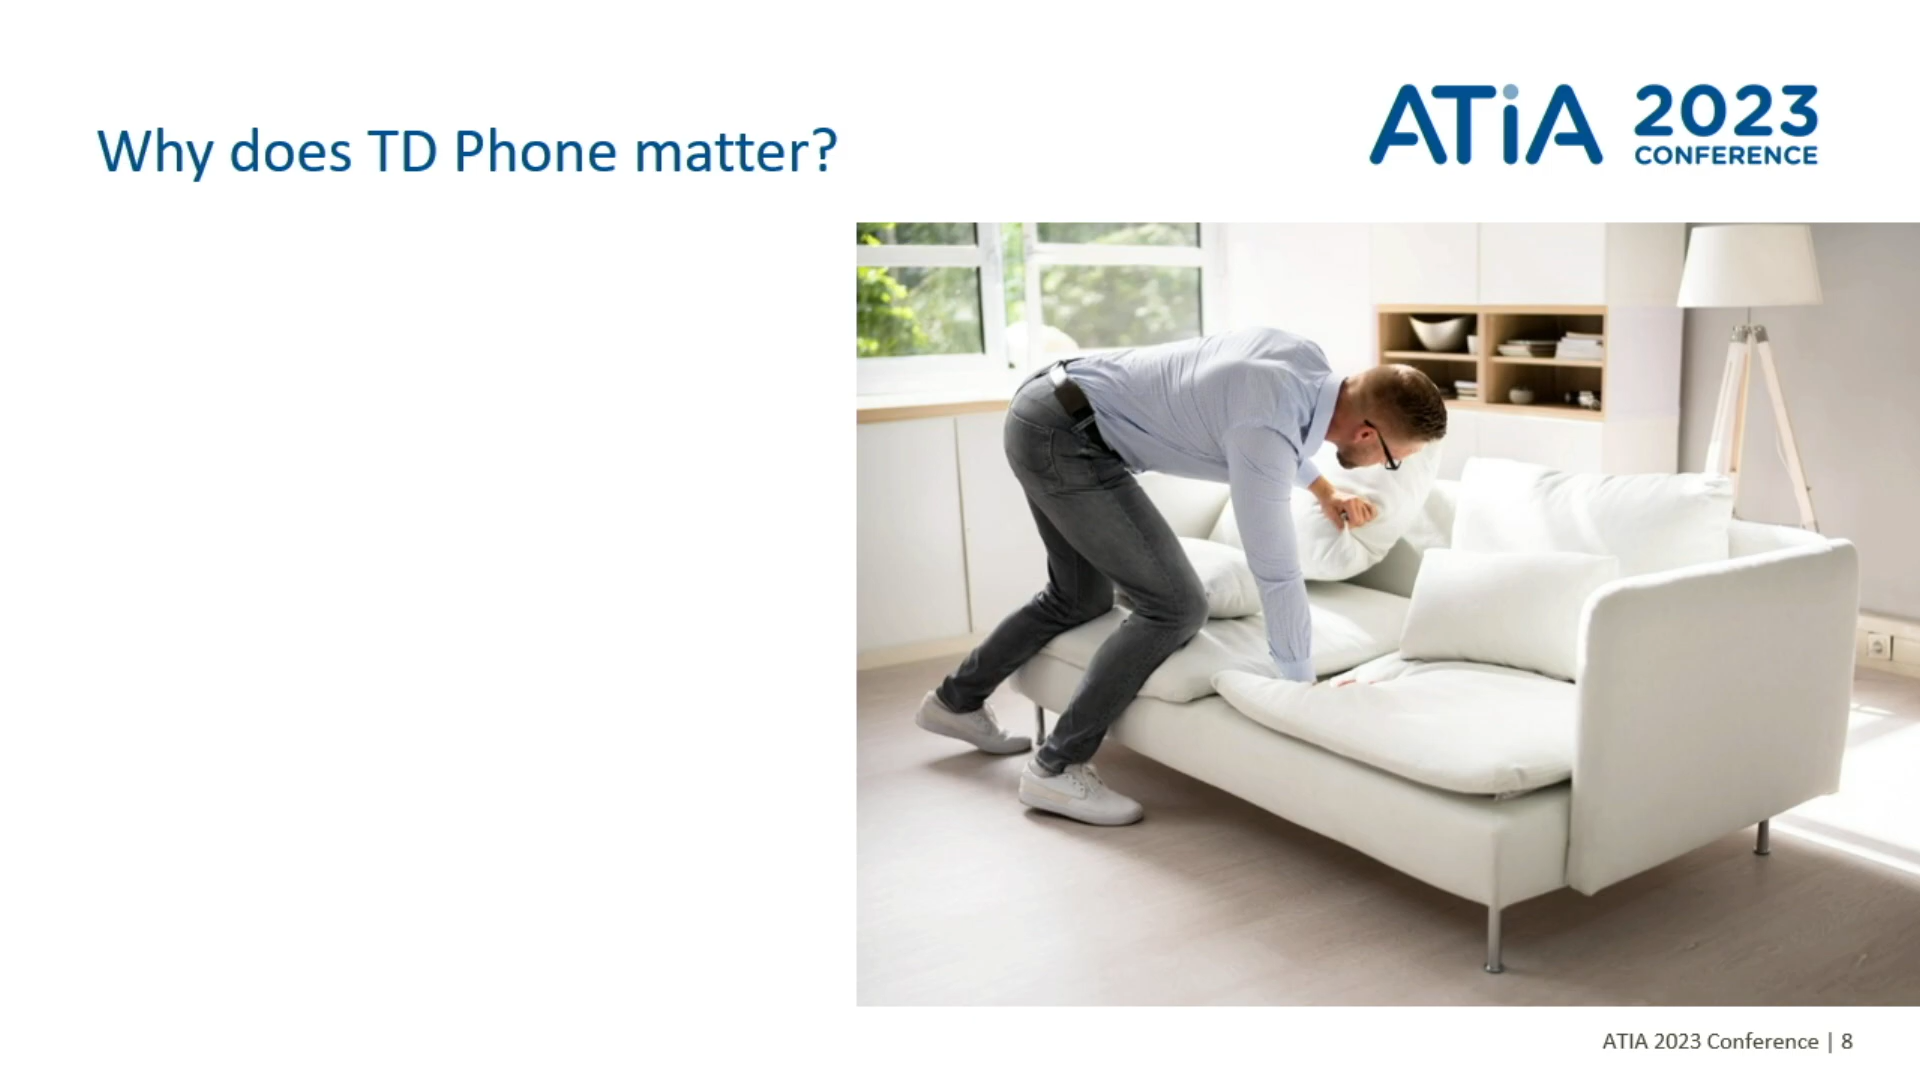 Why does TD Phone matter?
ATiA 2023
CONFERENCE
ATIA 2023 Conference | 8